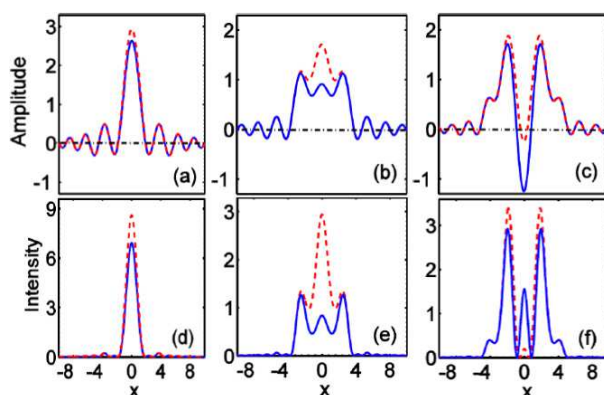 3 2 2
2 1 1
Amplitude
1 0 0
0
-1 (a) (b) -1 (c)
9 3
3
6 2 2
Intensity
3 1 1
(d) (e) (f)
0 0 0
-8 -4 0 4 8 -8 -4 0 4 8 -8 -4 0 4 8
x x x